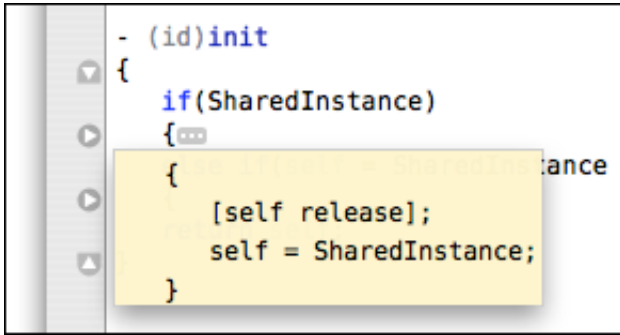 - (id)init
{
if(SharedInstance)
{
else if(self = SharedInstance
{
[self release];
self = SharedInstance;
}